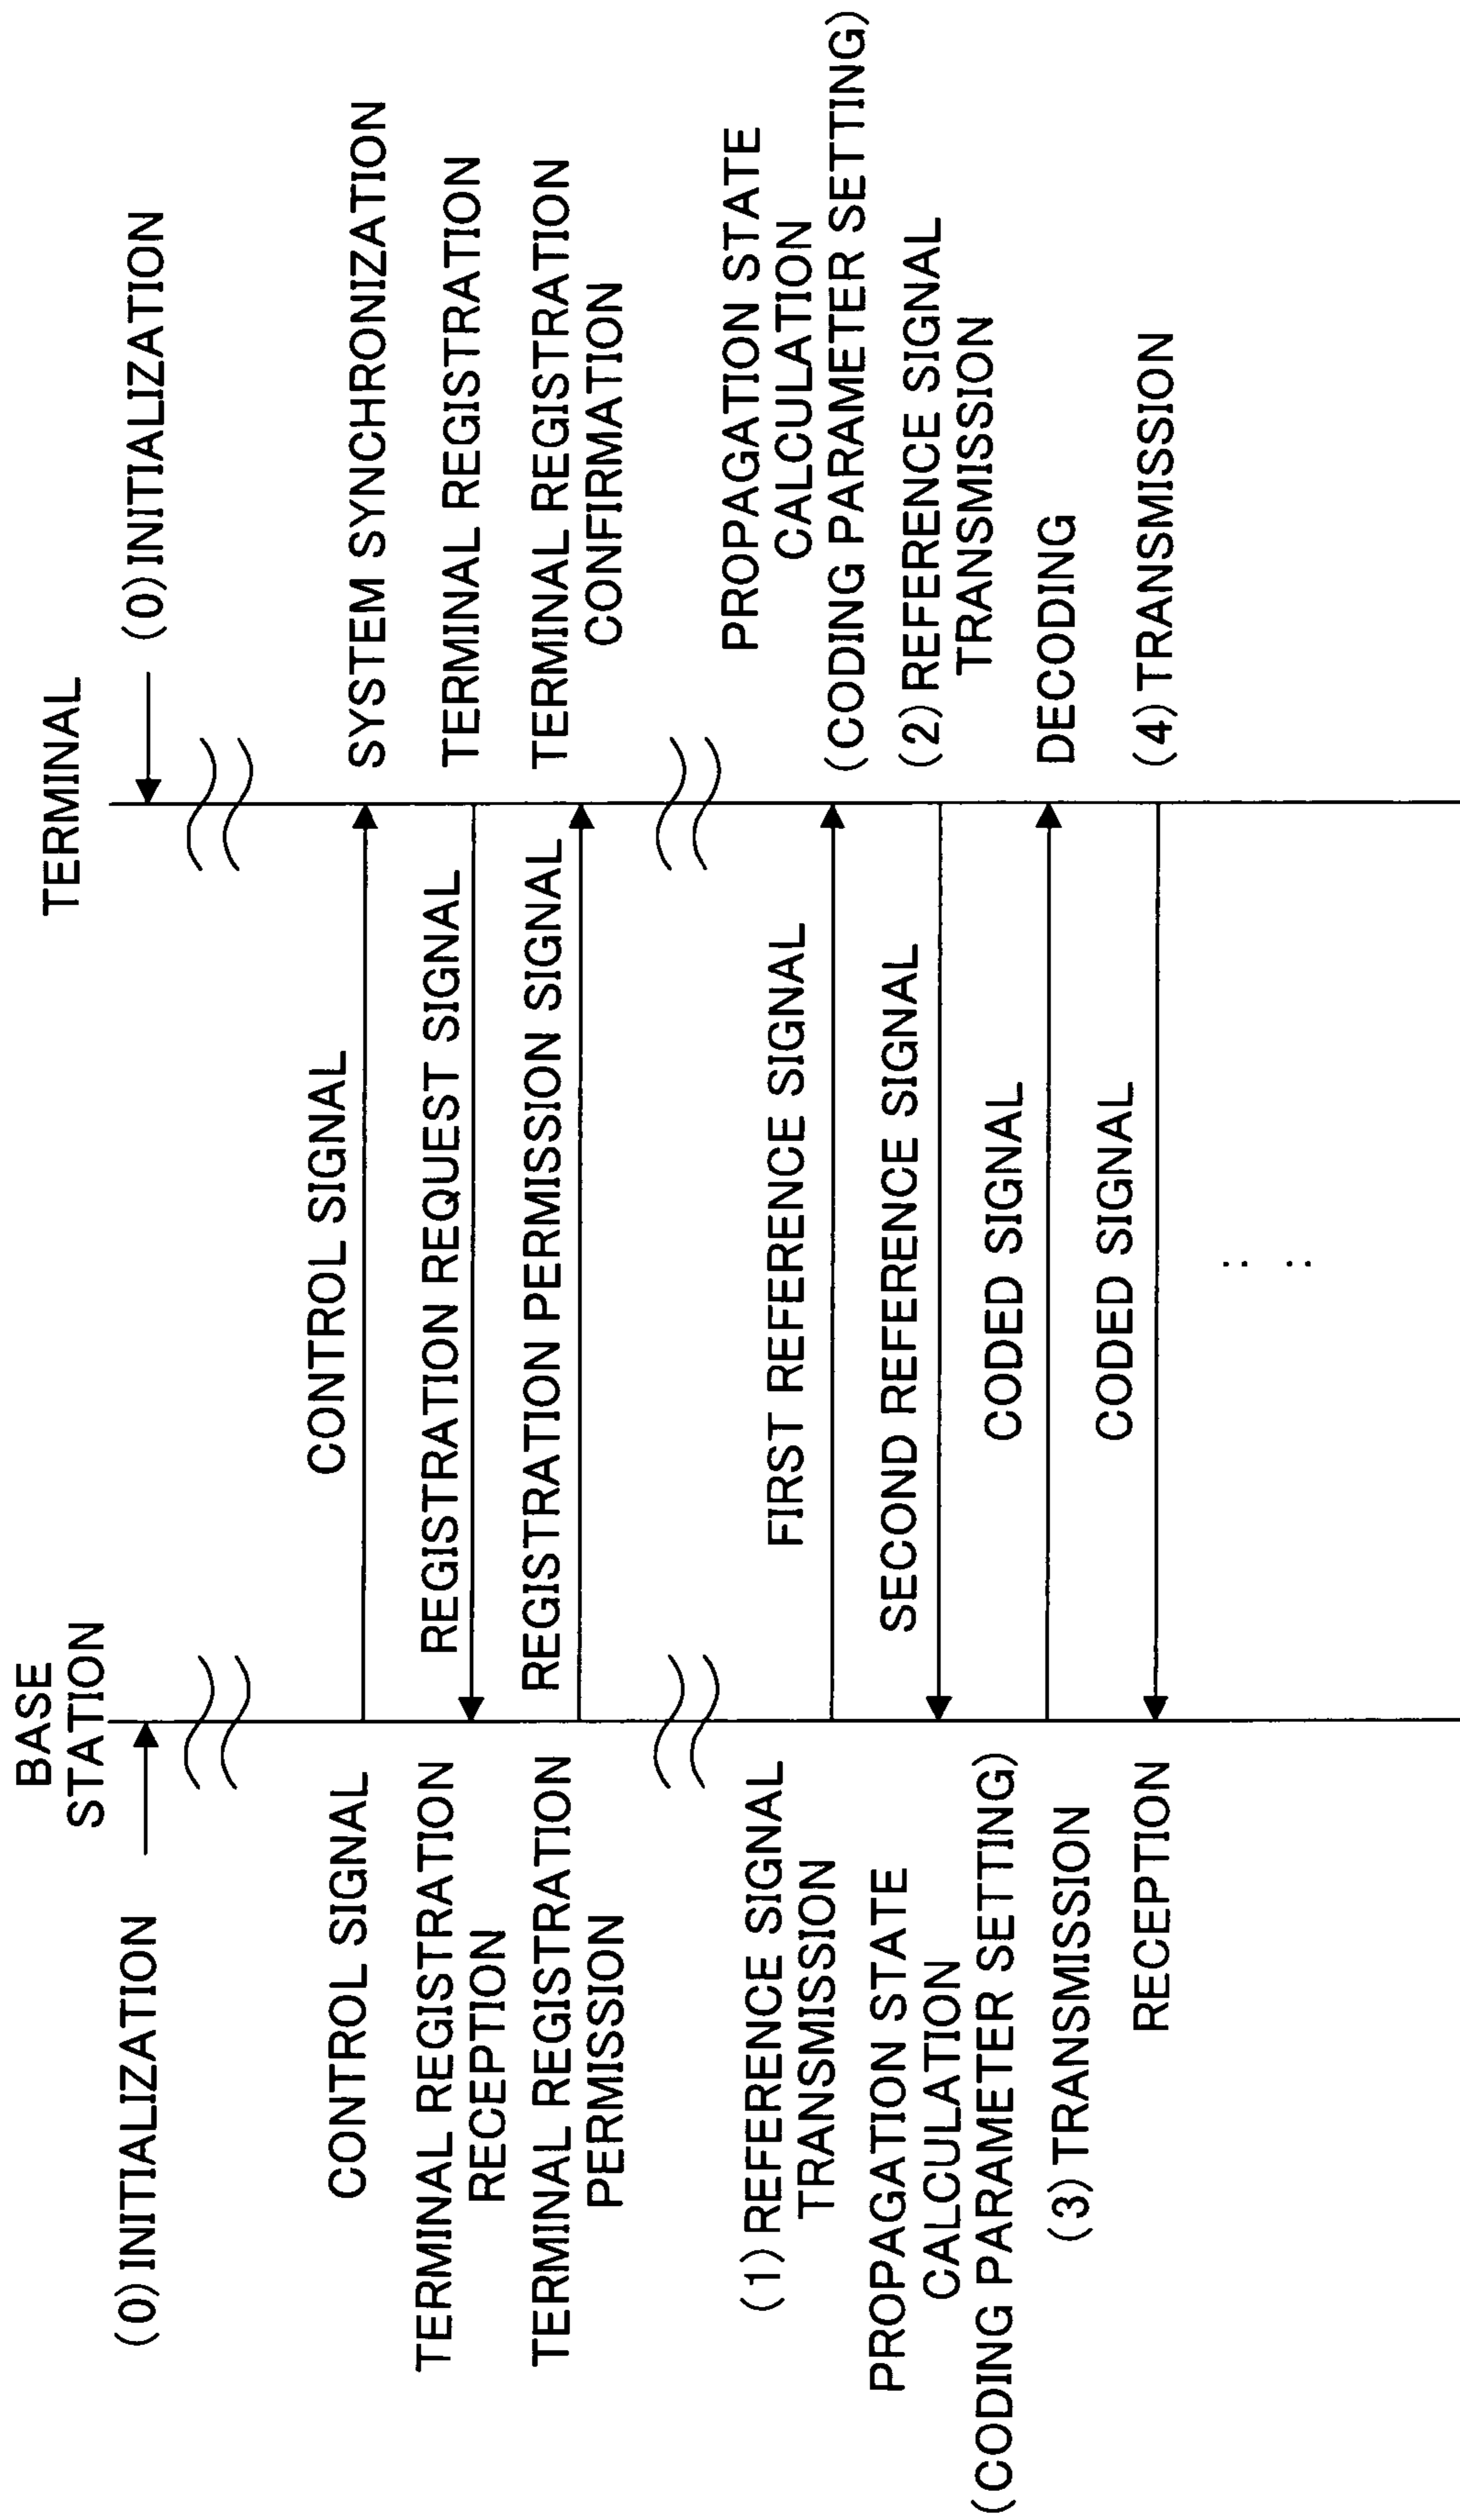 BASE
STATION
TERMINAL
(0) INITIALIZATION
(0) INITIALIZATION
CONTROL SIGNAL
CONTROL SIGNAL
SYSTEM SYNCHRONIZATION
TERMINAL REGISTRATION
RECEPTION
REGISTRATION REQUEST SIGNAL
TERMINAL REGISTRATION
TERMINAL REGISTRATION
PERMISSION
REGISTRATION PERMISSION SIGNAL
TERMINAL REGISTRATION
CONFIRMATION
(1) REFERENCE SIGNAL
TRANSMISSION
FIRST REFERENCE SIGNAL
PROPAGATION STATE
CALCULATION
(CODING PARAMETER SETTING)
PROPAGATION STATE
CALCULATION
(CODING PARAMETER SETTING)
SECOND REFERENCE SIGNAL
(2) REFERENCE SIGNAL
TRANSMISSION
(3) TRANSMISSION
CODED SIGNAL
DECODING
RECEPTION
CODED SIGNAL
(4) TRANSMISSION